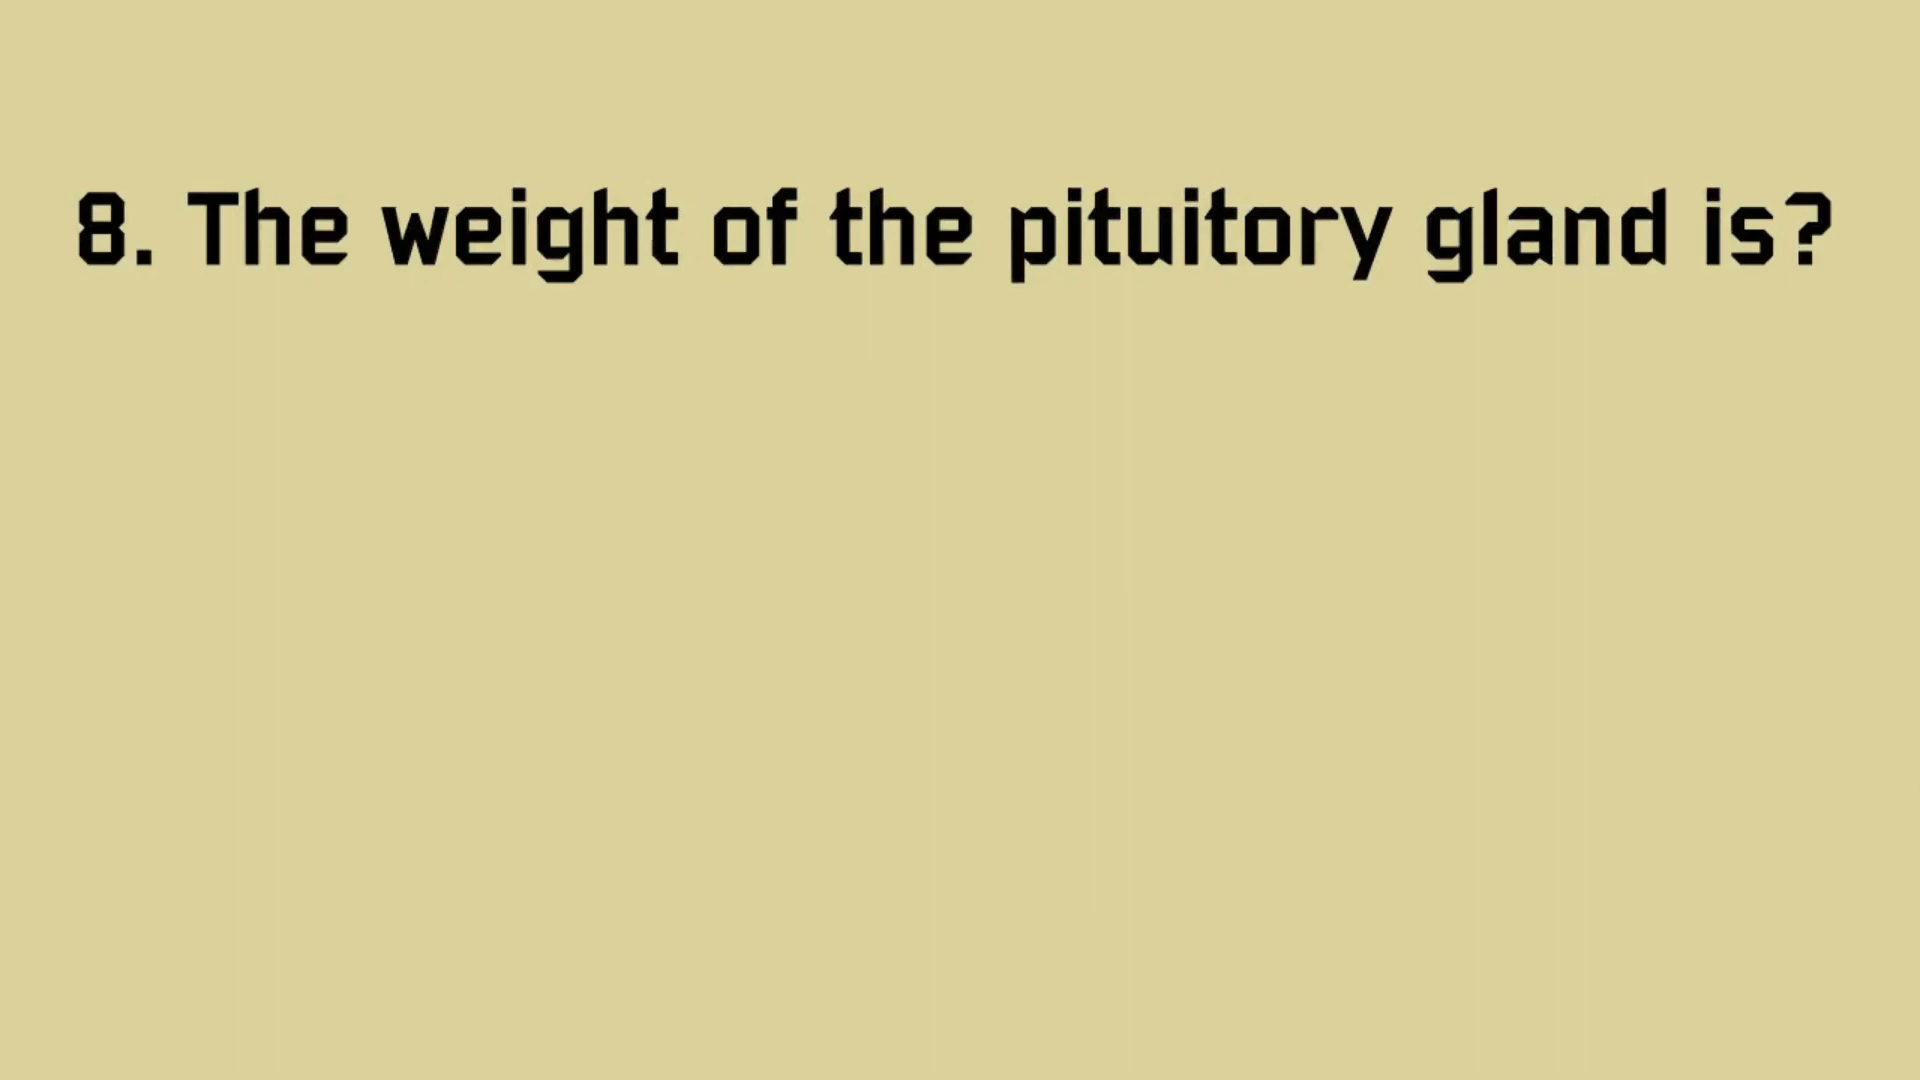 8. The weight of the pituitory gland is?